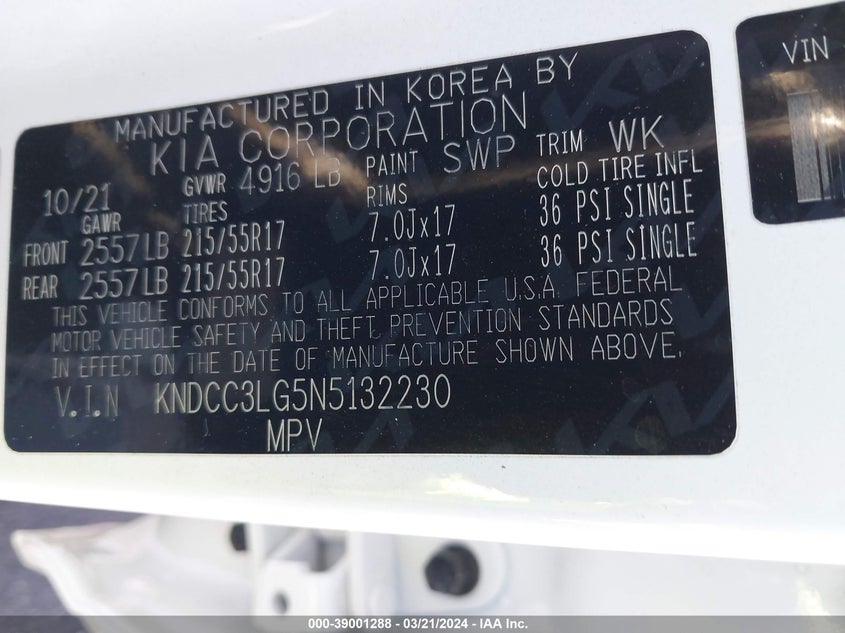 MANUFACTURED IN KOREA BY
KIA CORPORATION
10/21 GVWR 4916 LB PAINT SWP TRIM WK
GAWR TIRES RIMS COLD TIRE INFL
FRONT 2557LB 215/55R17 7.0Jx17 36 PSI SINGLE
REAR 2557LB 215/55R17 7.0Jx17 36 PSI SINGLE
THIS VEHICLE CONFORMS TO ALL APPLICABLE U.S.A FEDERAL
MOTOR VEHICLE SAFETY AND THEFT PREVENTION STANDARDS
IN EFFECT ON THE DATE OF MANUFACTURE SHOWN ABOVE.
V.I.N KNDCC3LG5N5132230
MPV
VIN
000-39001288 - 03/21/2024 - IAA Inc.